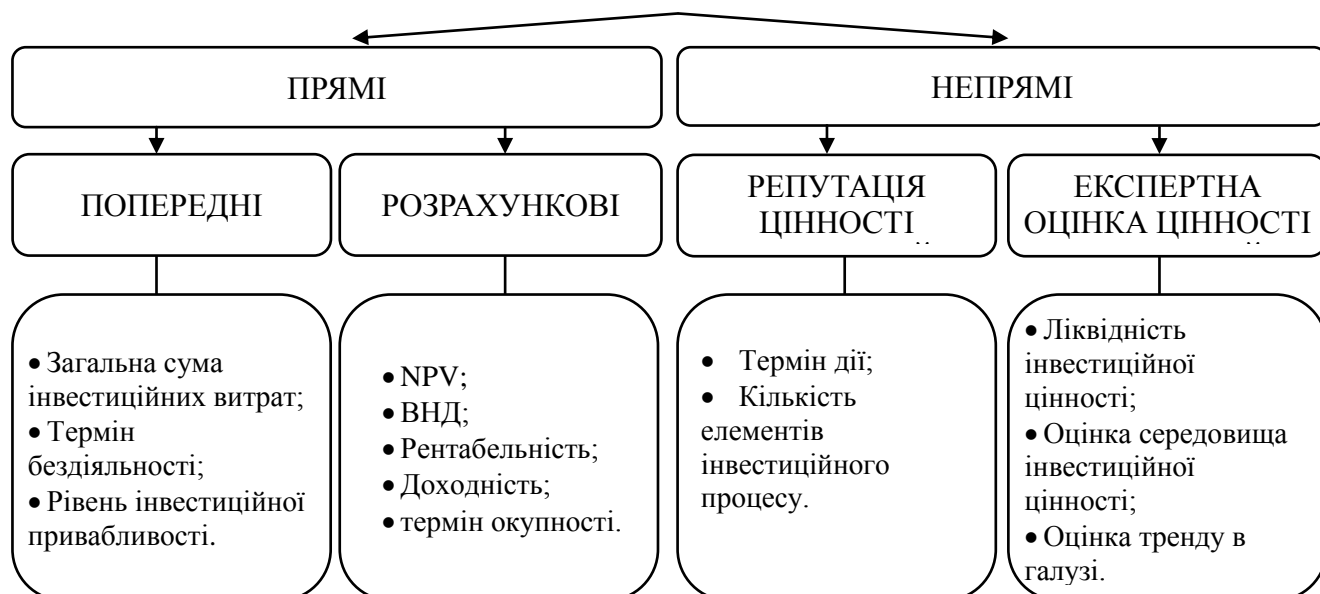 ПРЯМІ
НЕПРЯМІ
ПОПЕРЕДНІ
РОЗРАХУНКОВІ
РЕПУТАЦІЯ
ЦІННОСТІ
ЕКСПЕРТНА
ОЦІНКА ЦІННОСТІ
• Загальна сума
інвестиційних витрат;
• Термін
бездіяльності;
• Рівень інвестиційної
привабливості.
• NPV;
• ВНД;
• Рентабельність;
• Доходність;
• термін окупності.
• Термін дії;
• Кількість
елементів
інвестиційного
процесу.
• Ліквідність
інвестиційної
цінності;
• Оцінка середовища
інвестиційної
цінності;
• Оцінка тренду в
галузі.